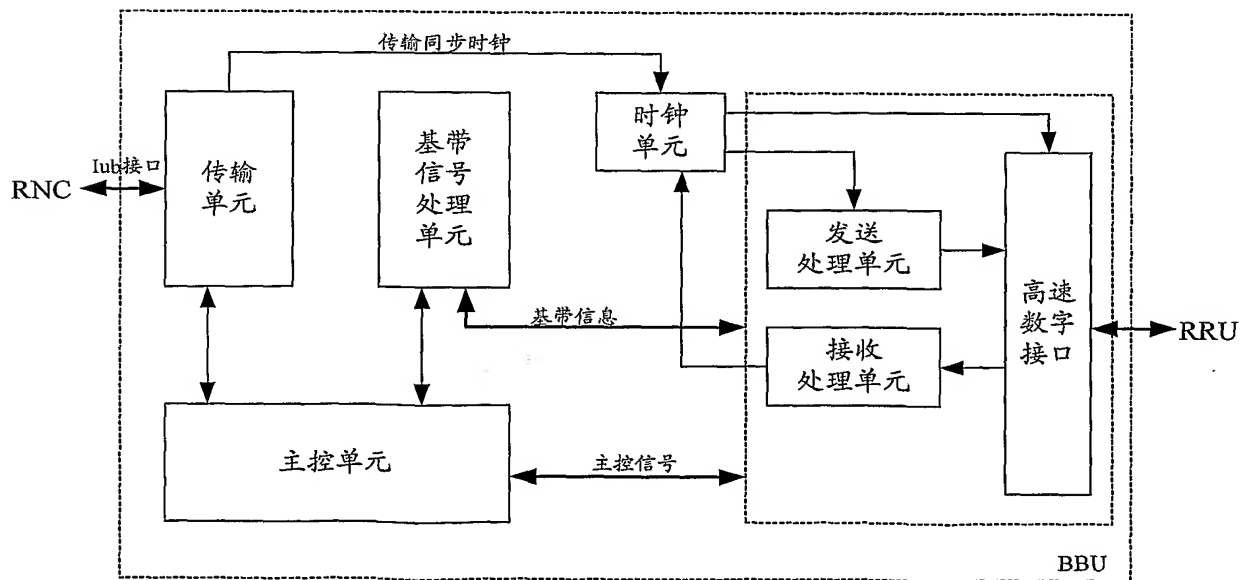 传输同步时钟
时钟
单元
基带
信号
处理
单元
传输
单元
Iub接口
RNC
发送
处理单元
高速
数字
接口
RRU
基带信息
接收
处理单元
主控单元
主控信号
BBU